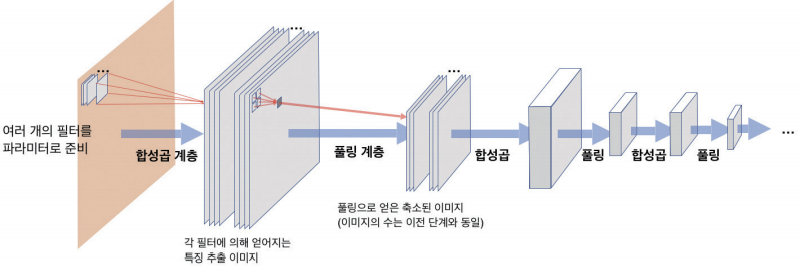 ...
여러 개의 필터를
파라미터로 준비
합성곱 계층
...
각 필터에 의해 얻어지는
특징 추출 이미지
풀링 계층
...
풀링으로 얻은 축소된 이미지
(이미지의 수는 이전 단계와 동일)
합성곱
풀링
합성곱
풀링
...